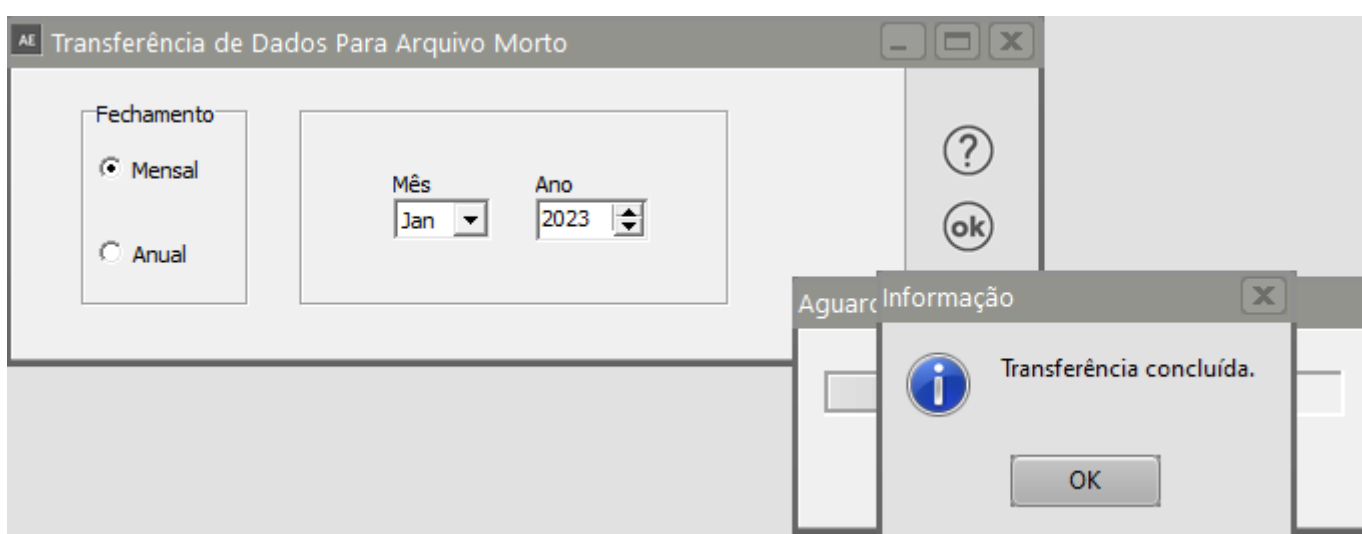 AE Transferência de Dados Para Arquivo Morto
Fechamento
Mensal
Anual
Mês
Ano
Jan
2023
?
ok
Aguard
Informação
Transferência concluída.
OK